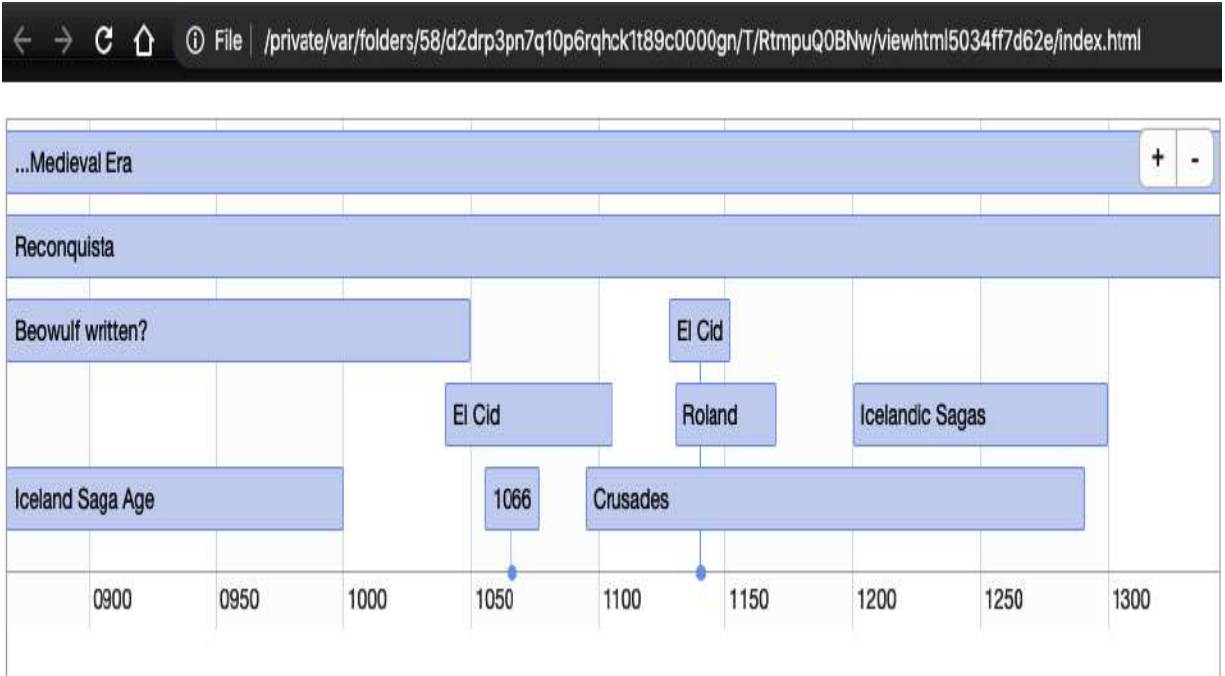 File /private/var/folders/58/d2drp3pn7q10p6rqhck1t89c0000gn/T/RtmpuQ0BNw/viewhtml5034ff7d62e/index.html
...Medieval Era + -
Reconquista
Beowulf written? El Cid
El Cid Roland Icelandic Sagas
Iceland Saga Age 1066 Crusades
0900 0950 1000 1050 1100 1150 1200 1250 1300